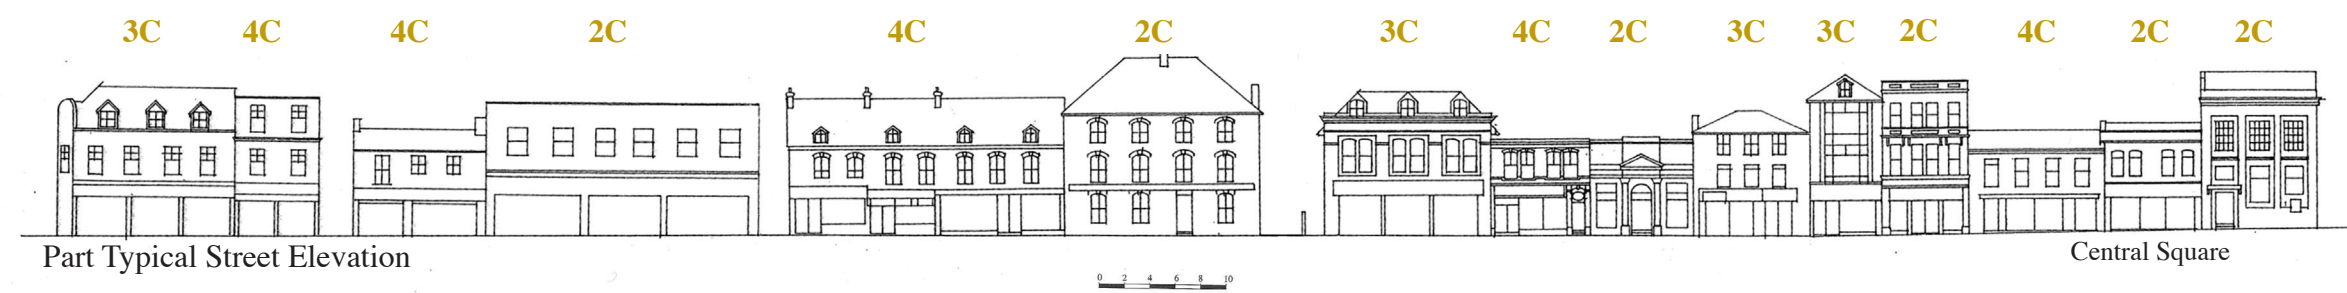 3C 4C 4C 2C 4C 2C 3C 4C 2C 3C 3C 2C 4C 2C 2C
Part Typical Street Elevation
Central Square
0 2 4 6 8 10